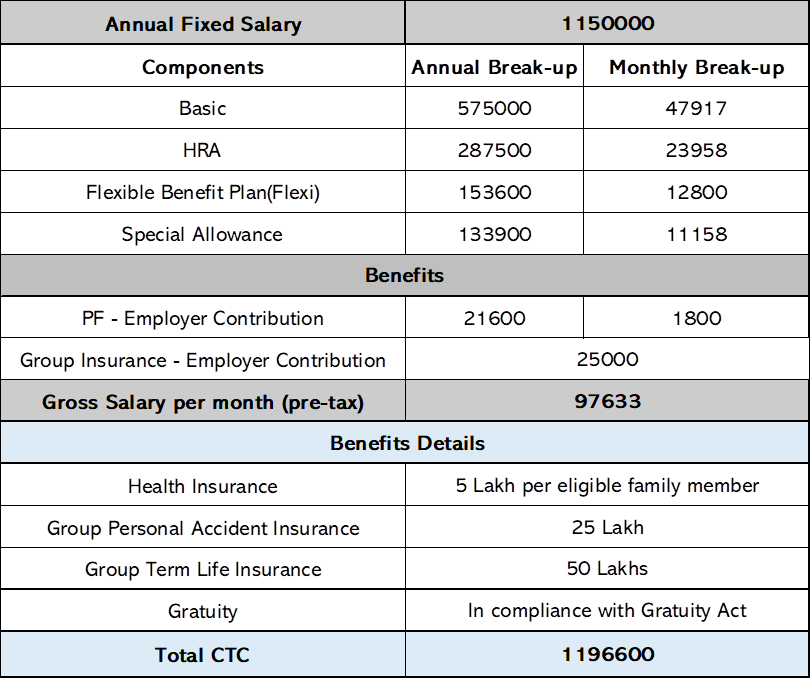 Annual Fixed Salary 1150000
Components Annual Break-up Monthly Break-up
Basic 575000 47917
HRA 287500 23958
Flexible Benefit Plan(Flexi) 153600 12800
Special Allowance 133900 11158
Benefits
PF - Employer Contribution 21600 1800
Group Insurance - Employer Contribution 25000
Gross Salary per month (pre-tax) 97633
Benefits Details
Health Insurance 5 Lakh per eligible family member
Group Personal Accident Insurance 25 Lakh
Group Term Life Insurance 50 Lakhs
Gratuity In compliance with Gratuity Act
Total CTC 1196600